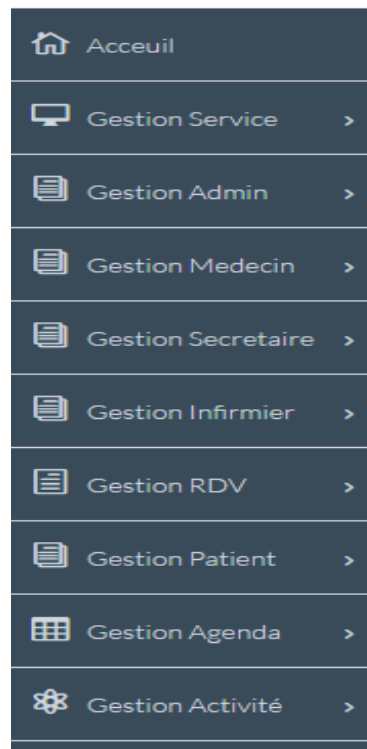 Acceuil
Gestion Service
Gestion Admin
Gestion Medecin
Gestion Secretaire
Gestion Infirmier
Gestion RDV
Gestion Patient
Gestion Agenda
Gestion Activité